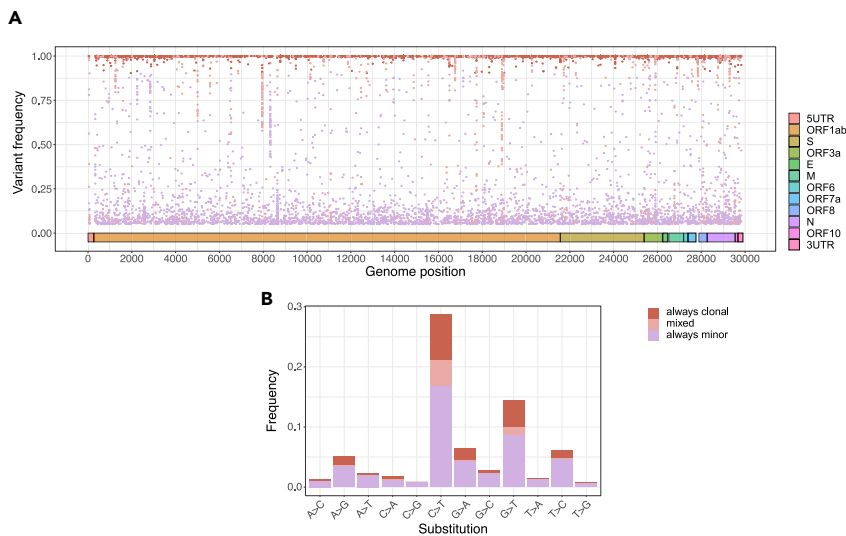 A
Variant frequency
1.00
0.75
0.50
0.25
0.00
0 2000 4000 6000 8000 10000 12000 14000 16000 18000 20000 22000 24000 26000 28000 30000
Genome position
5UTR
ORF1ab
S
ORF3a
E
M
ORF6
ORF7a
ORF8
N
ORF10
3UTR
B
Frequency
0.3
0.2
0.1
0.0
A>C A>G A>T C>A C>G C>T G>A G>C G>T T>A T>C T>G
Substitution
always clonal
mixed
always minor